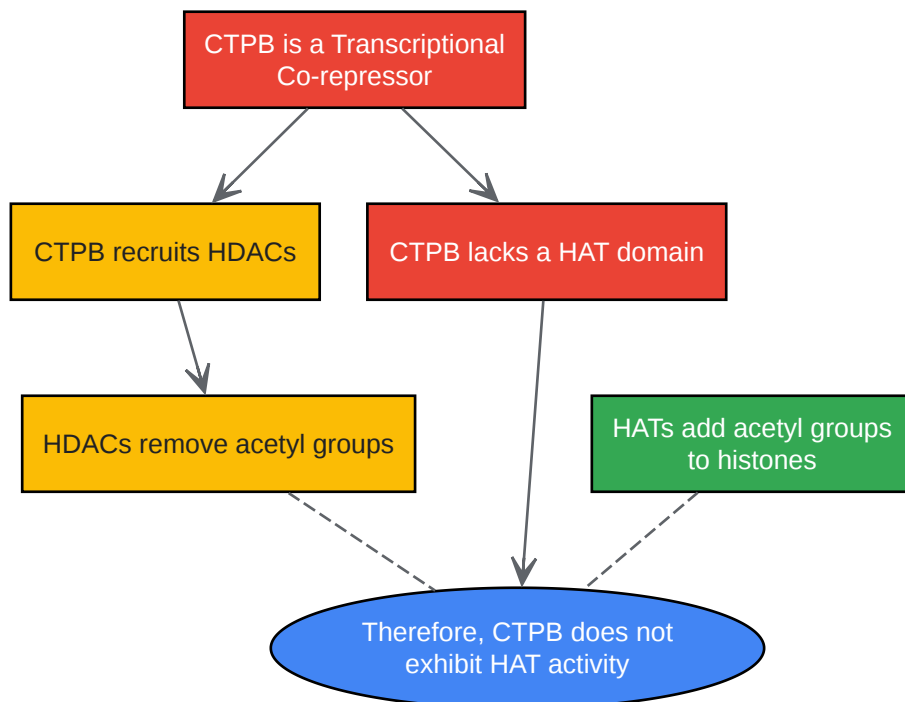 CTPB is a Transcriptional
Co-repressor
CTPB recruits HDACs
CTPB lacks a HAT domain
HDACs remove acetyl groups
HATs add acetyl groups
to histones
Therefore, CTPB does not
exhibit HAT activity